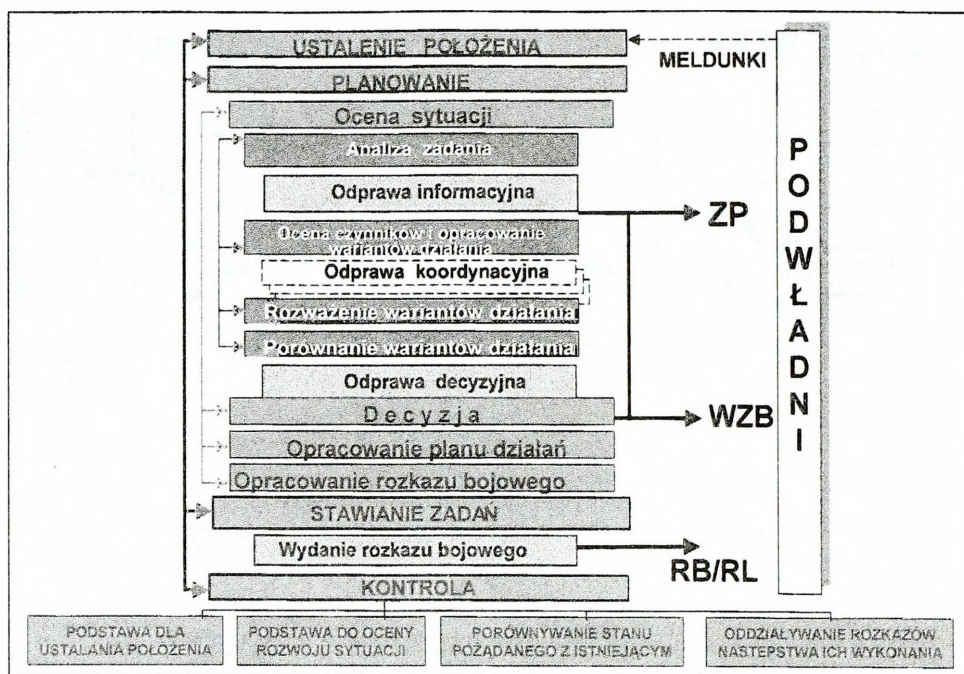 USTALENIE POŁOŻENIA
MELDUNKI
PLANOWANIE
Ocena sytuacji
Analiza zadania
Odprawa informacyjna
ZP
Ocena czynników i opracowanie
wariantów działania
Odprawa koordynacyjna
Rozważenie wariantów działania
Porównanie wariantów działania
Odprawa decyzyjna
Decyzja
WZB
Opracowanie planu działań
Opracowanie rozkazu bojowego
STAWIANIE ZADAŃ
Wydanie rozkazu bojowego
RB/RL
KONTROLA
PODWŁADNI
PODSTAWA DLA
USTALANIA POŁOŻENIA
PODSTAWA DO OCENY
ROZWOJU SYTUACJI
PORÓWNYWANIE STANU
POŻĄDANEGO Z ISTNIEJĄCYM
ODDZIAŁYWANIE ROZKAZÓW
NASTEPSTWA ICH WYKONANIA